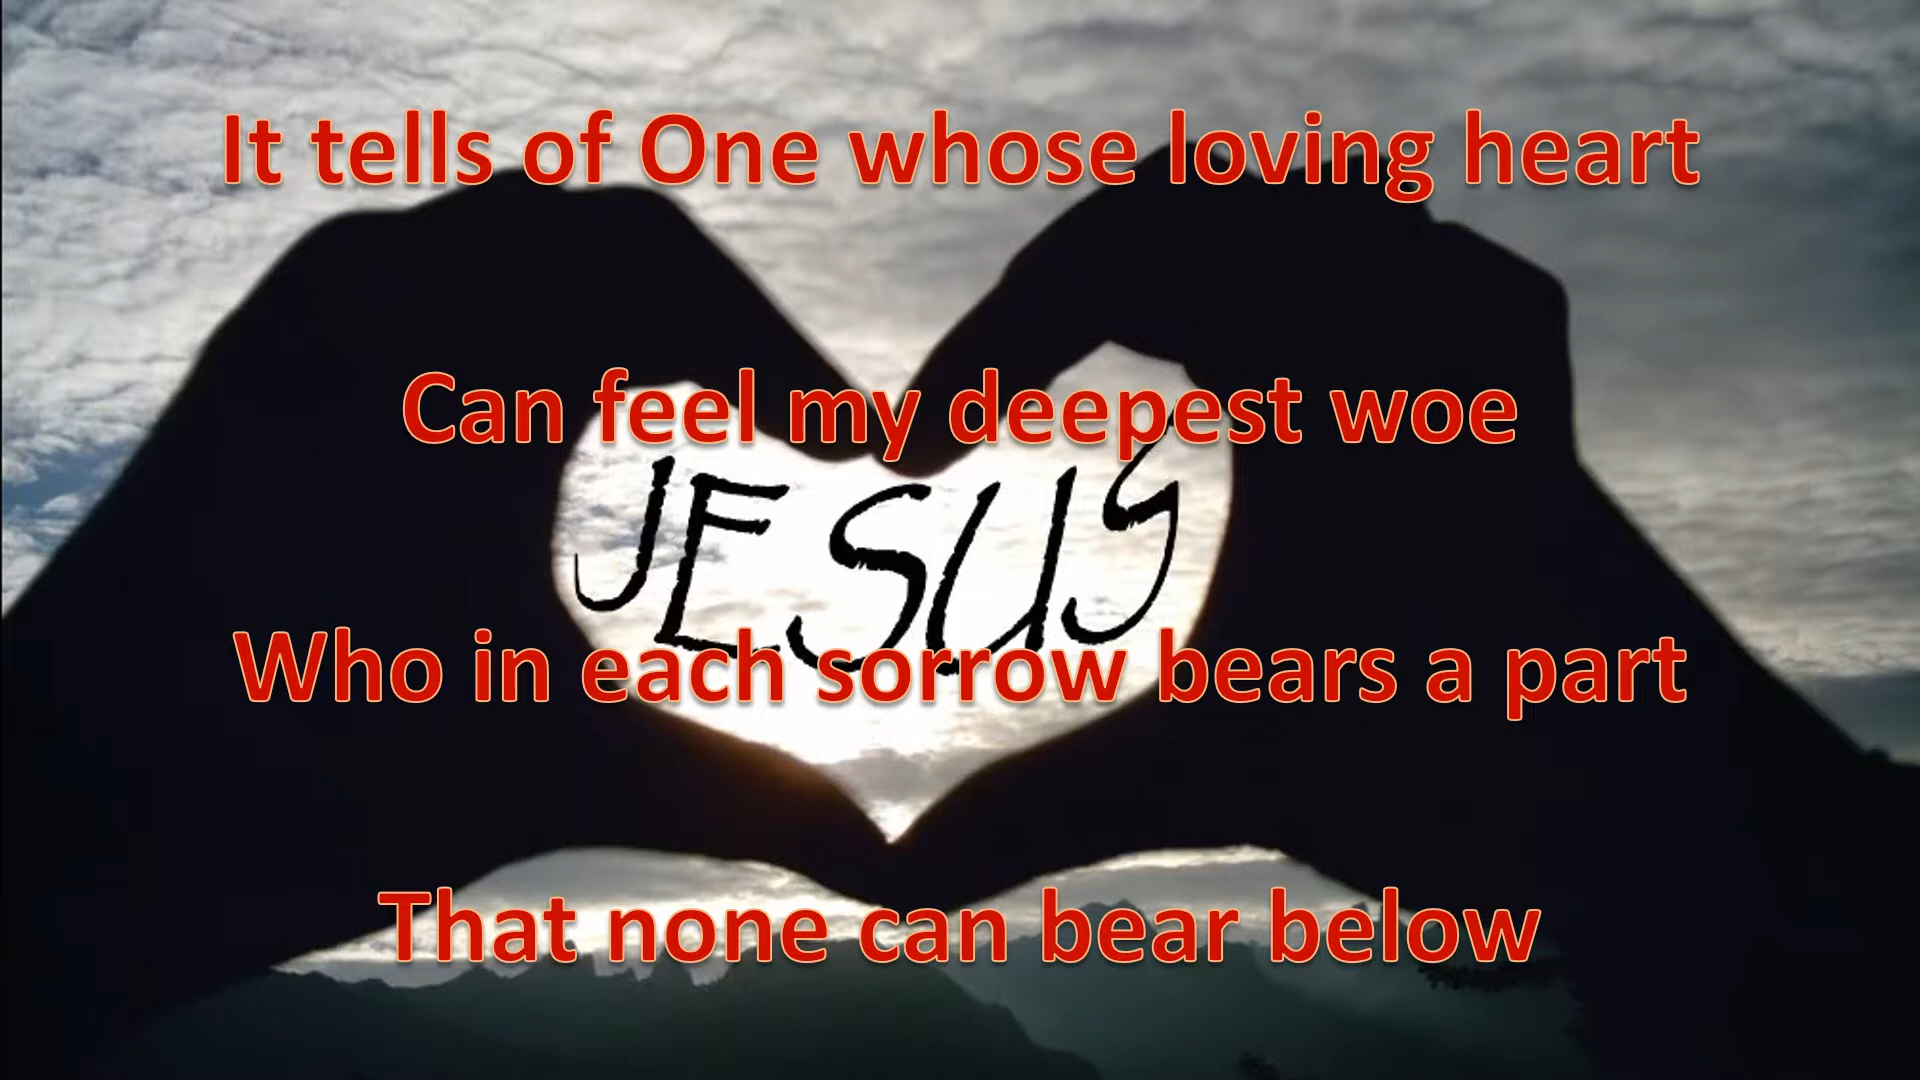 It tells of One whose loving heart
Can feel my deepest woe
JESUS
Who in each sorrow bears a part
That none can bear below